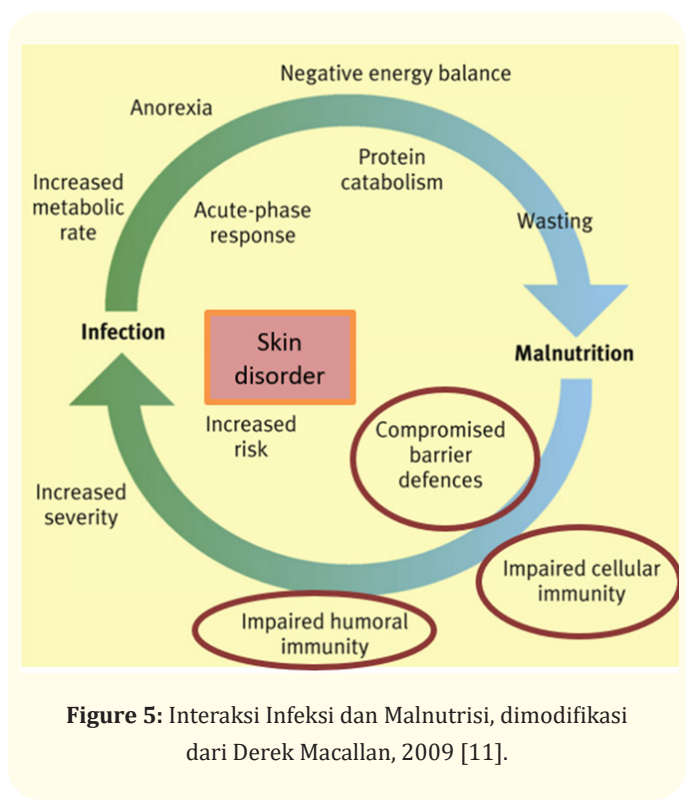 Negative energy balance
Anorexia
Protein
catabolism
Increased
metabolic
rate
Acute-phase
response
Wasting
Infection
Skin
disorder
Malnutrition
Increased
risk
Compromised
barrier
defences
Increased
severity
Impaired cellular
immunity
Impaired humoral
immunity
Figure 5: Interaksi Infeksi dan Malnutrisi, dimodifikasi
dari Derek Macallan, 2009 [11].